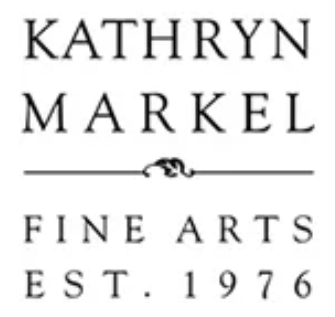 KATHRYN
MARKEL
FINE ARTS
EST. 1976